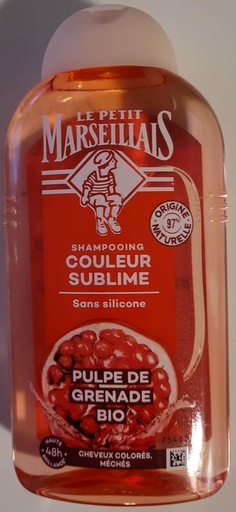 LE PETIT
MARSEILLAIS
ORIGINE
97%
NATURELLE
SHAMPOOING
COULEUR
SUBLIME
Sans silicone
PULPE DE
GRENADE
BIO
HAUTE
48h
BRILLANCE
CHEVEUX COLORÉS,
MÉCHÉS